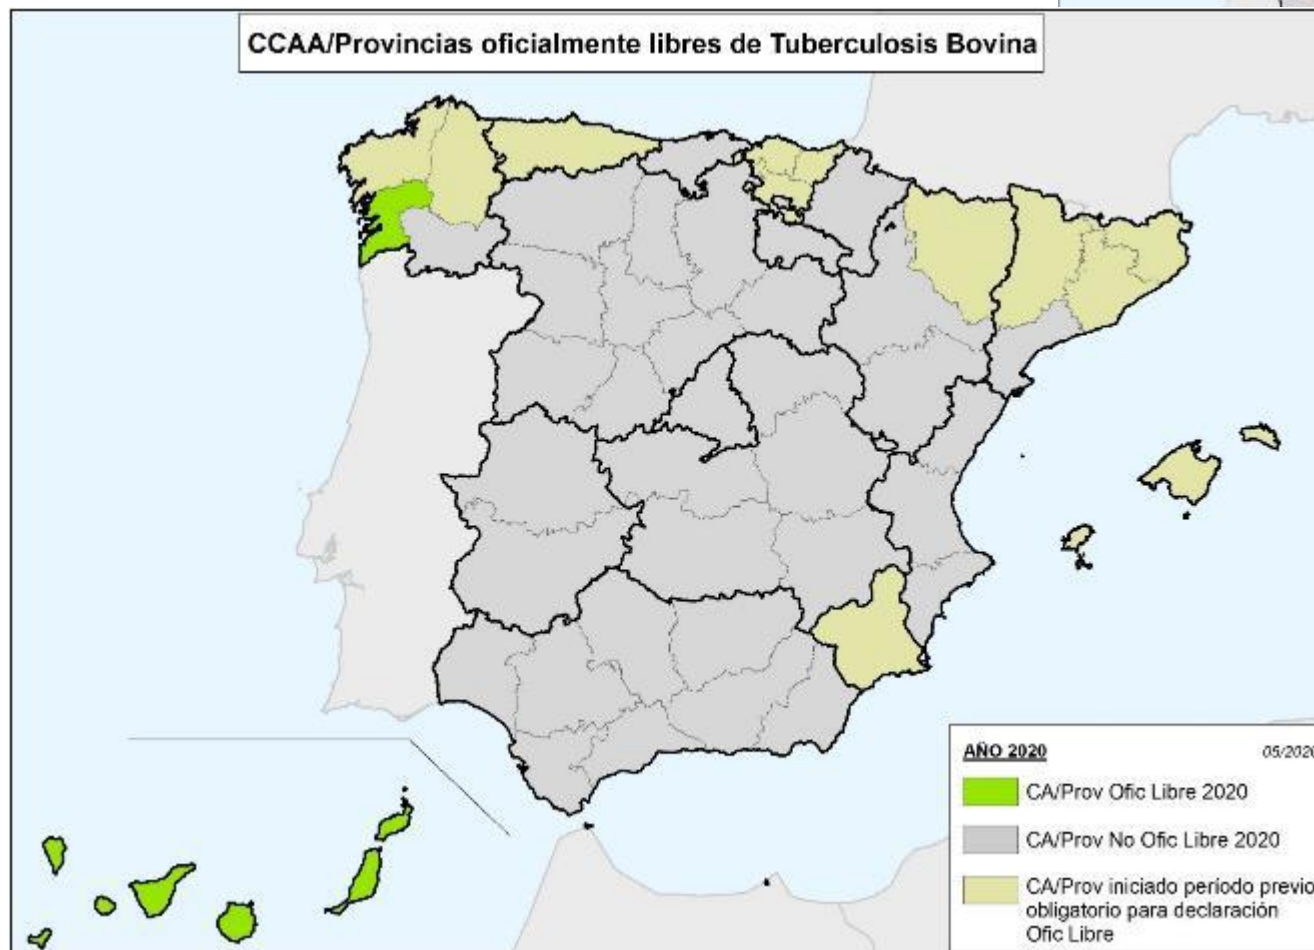 CCAA/Provincias oficialmente libres de Tuberculosis Bovina
AÑO 2020 05/2020
CA/Prov Ofic Libre 2020
CA/Prov No Ofic Libre 2020
CA/Prov iniciado período previo
obligatorio para declaración
Ofic Libre